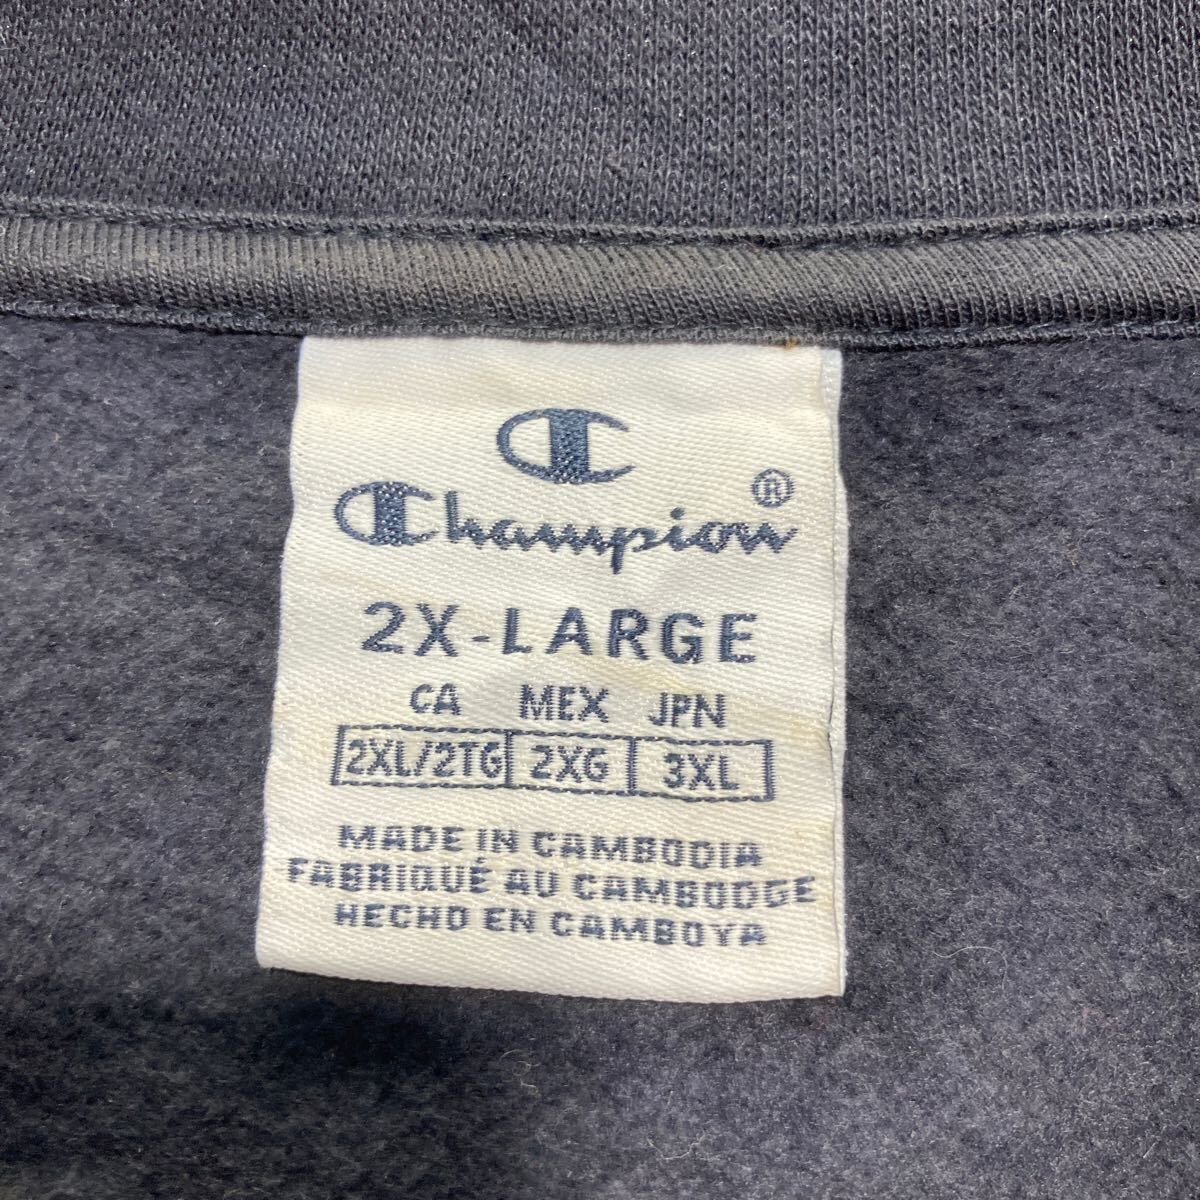 Champion®
2X-LARGE
CA MEX JPN
2XL/2TG 2XG 3XL
MADE IN CAMBODIA
FABRIQUÉ AU CAMBODGE
HECHO EN CAMBOYA